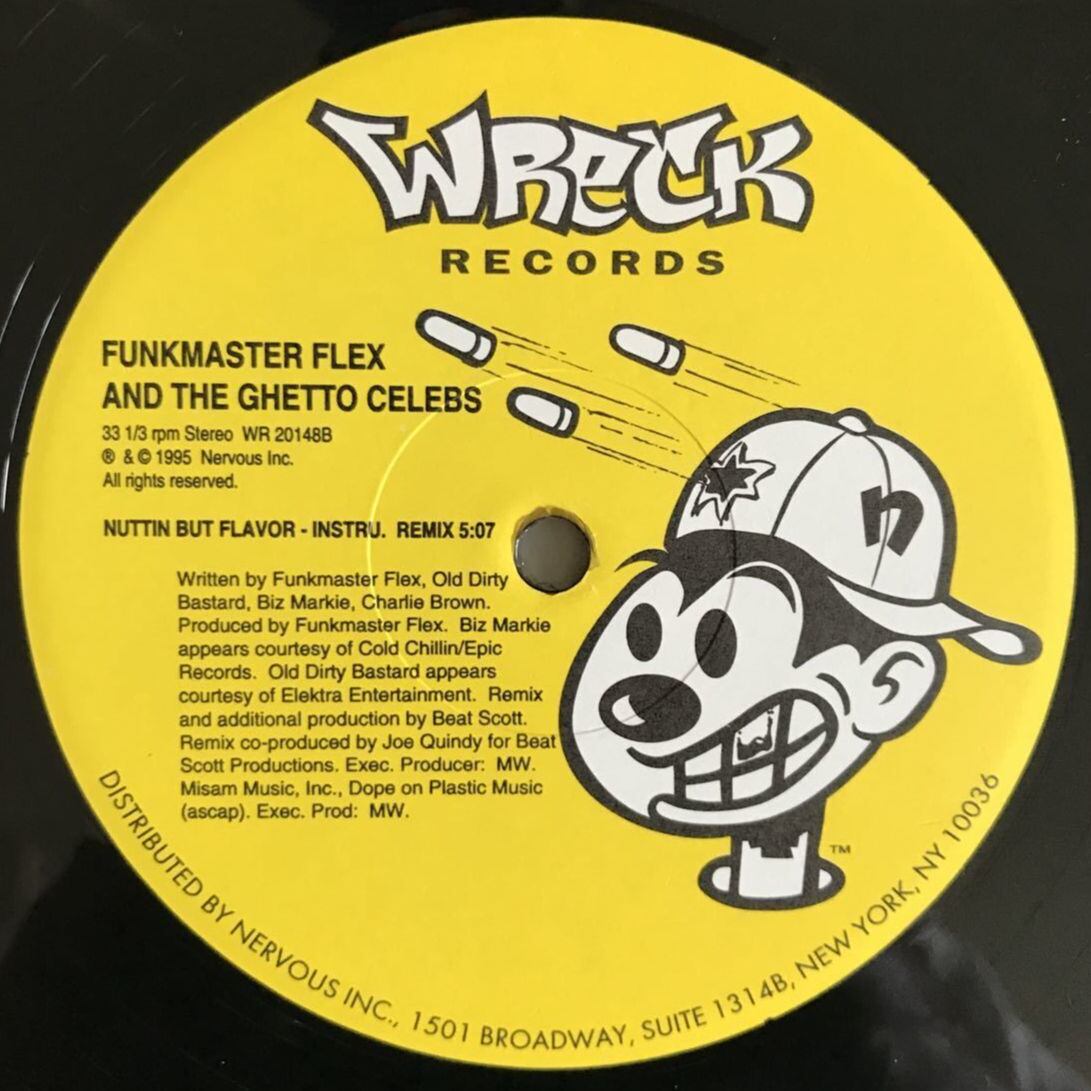 WRECK
RECORDS
FUNKMASTER FLEX
AND THE GHETTO CELEBS
33 1/3 rpm Stereo WR 20148B
® & © 1995 Nervous Inc.
All rights reserved.
NUTTIN BUT FLAVOR - INSTRU. REMIX 5:07
Written by Funkmaster Flex, Old Dirty
Bastard, Biz Markie, Charlie Brown.
Produced by Funkmaster Flex. Biz Markie
appears courtesy of Cold Chillin/Epic
Records. Old Dirty Bastard appears
courtesy of Elektra Entertainment. Remix
and additional production by Beat Scott.
Remix co-produced by Joe Quindy for Beat
Scott Productions. Exec. Producer: MW.
Misam Music, Inc., Dope on Plastic Music
(ascap). Exec. Prod: MW.
n
TM
DISTRIBUTED BY NERVOUS INC., 1501 BROADWAY, SUITE 1314B, NEW YORK, NY 10036